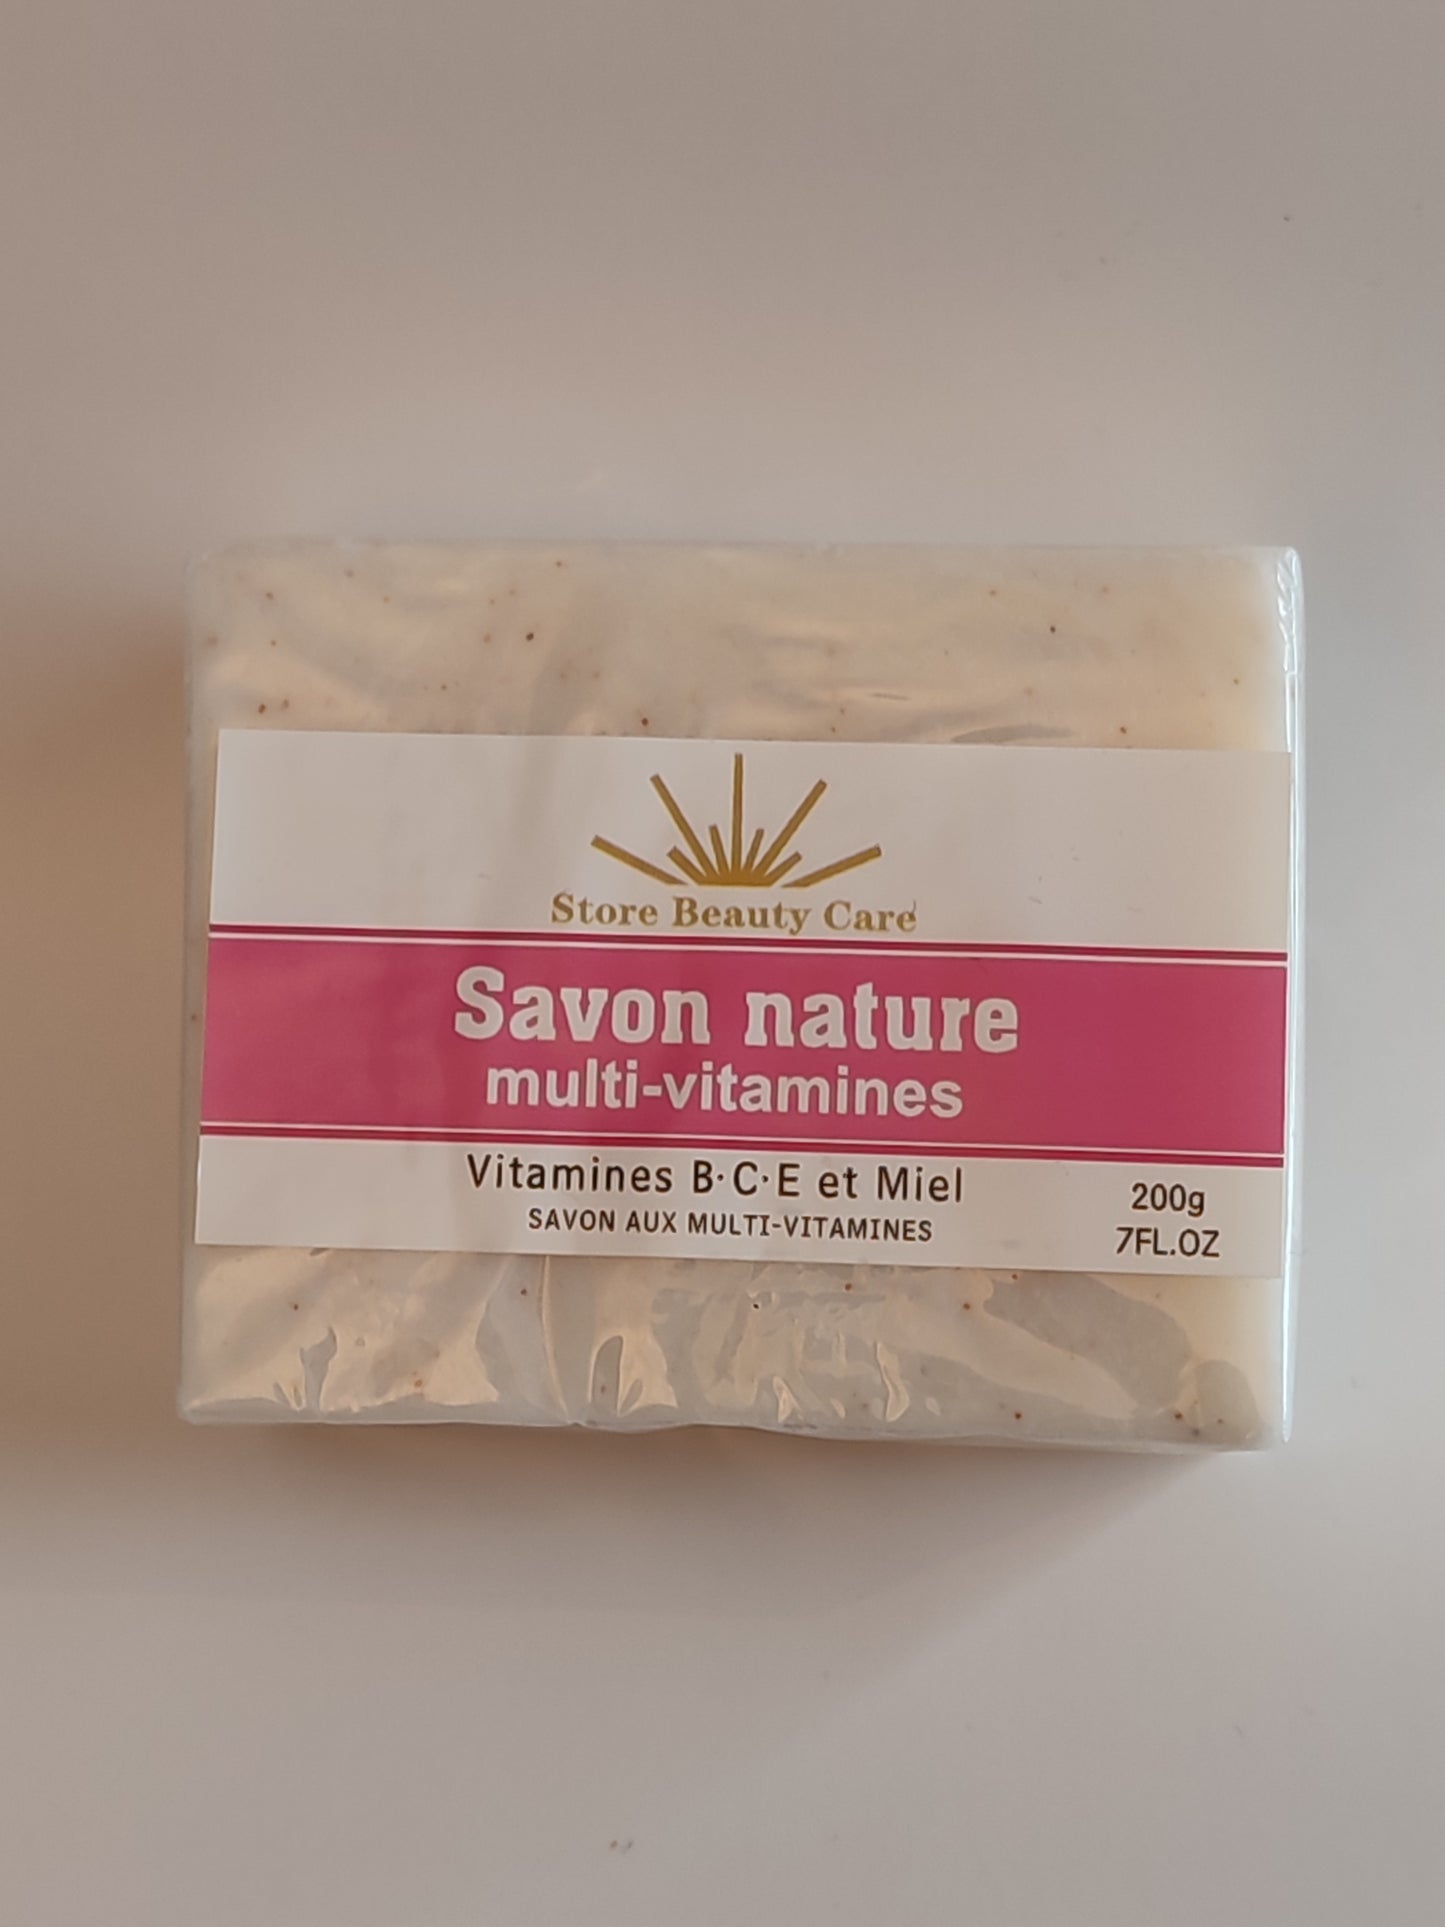 Store Beauty Care
Savon nature
multi-vitamines
Vitamines B·C·E et Miel
SAVON AUX MULTI-VITAMINES
200g
7FL.OZ